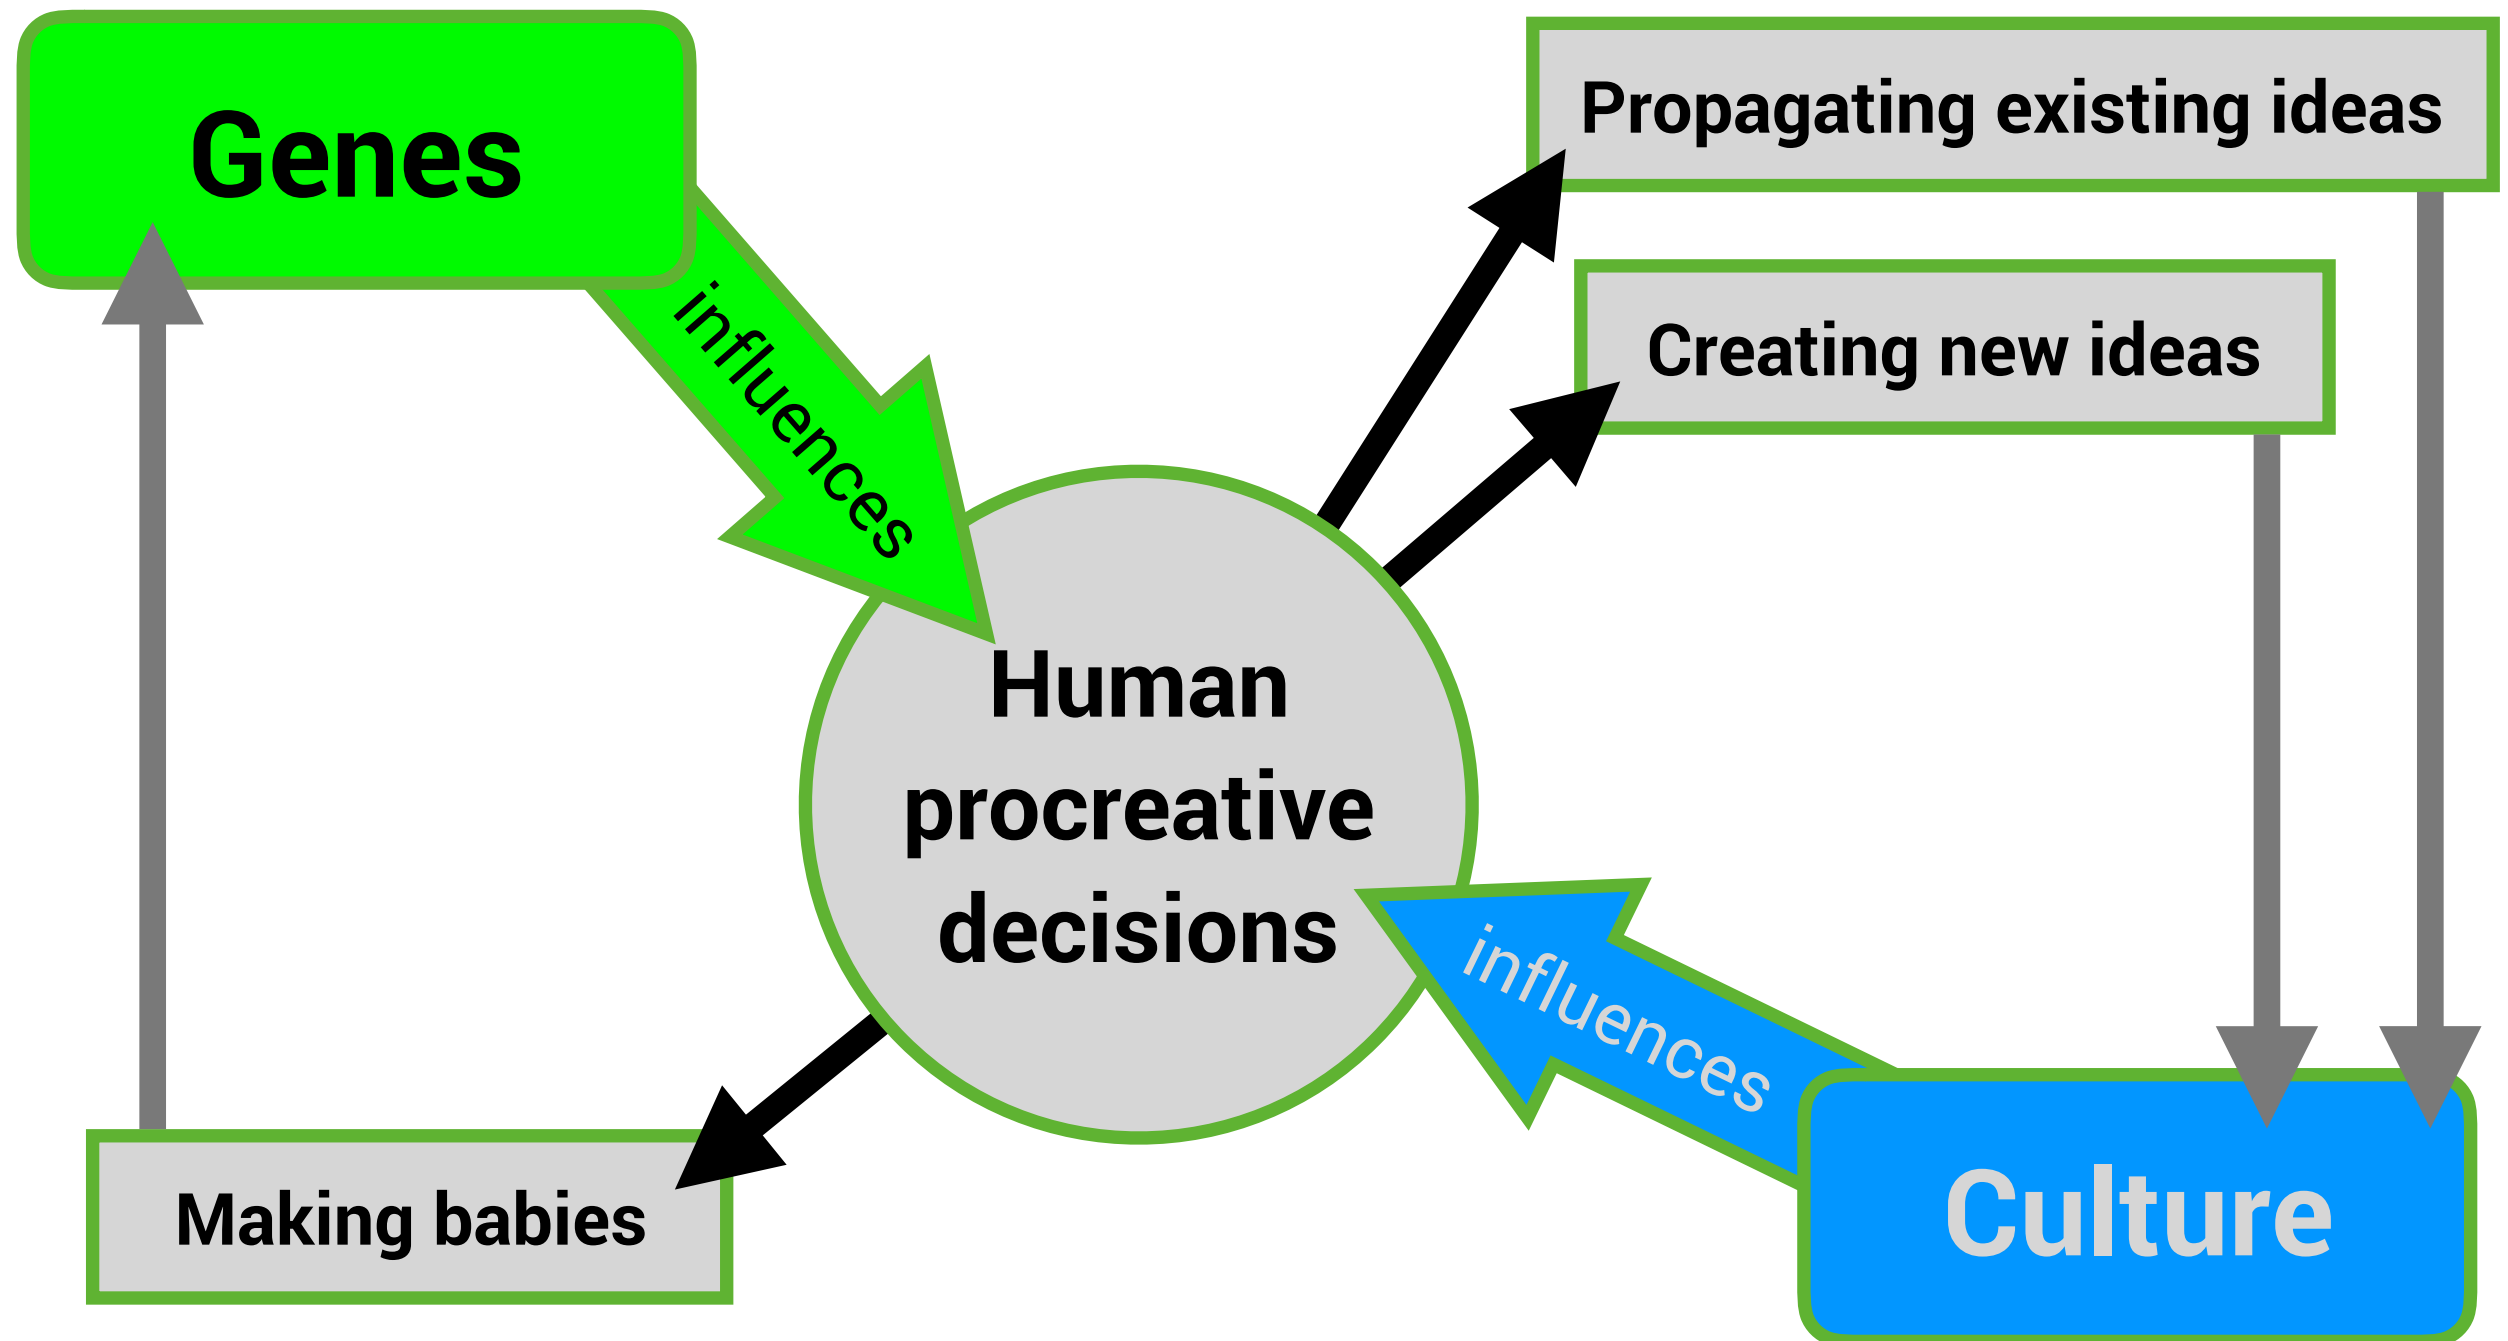 Genes
Propagating existing ideas
Creating new ideas
influences
Human
procreative
decisions
influences
Making babies
Culture